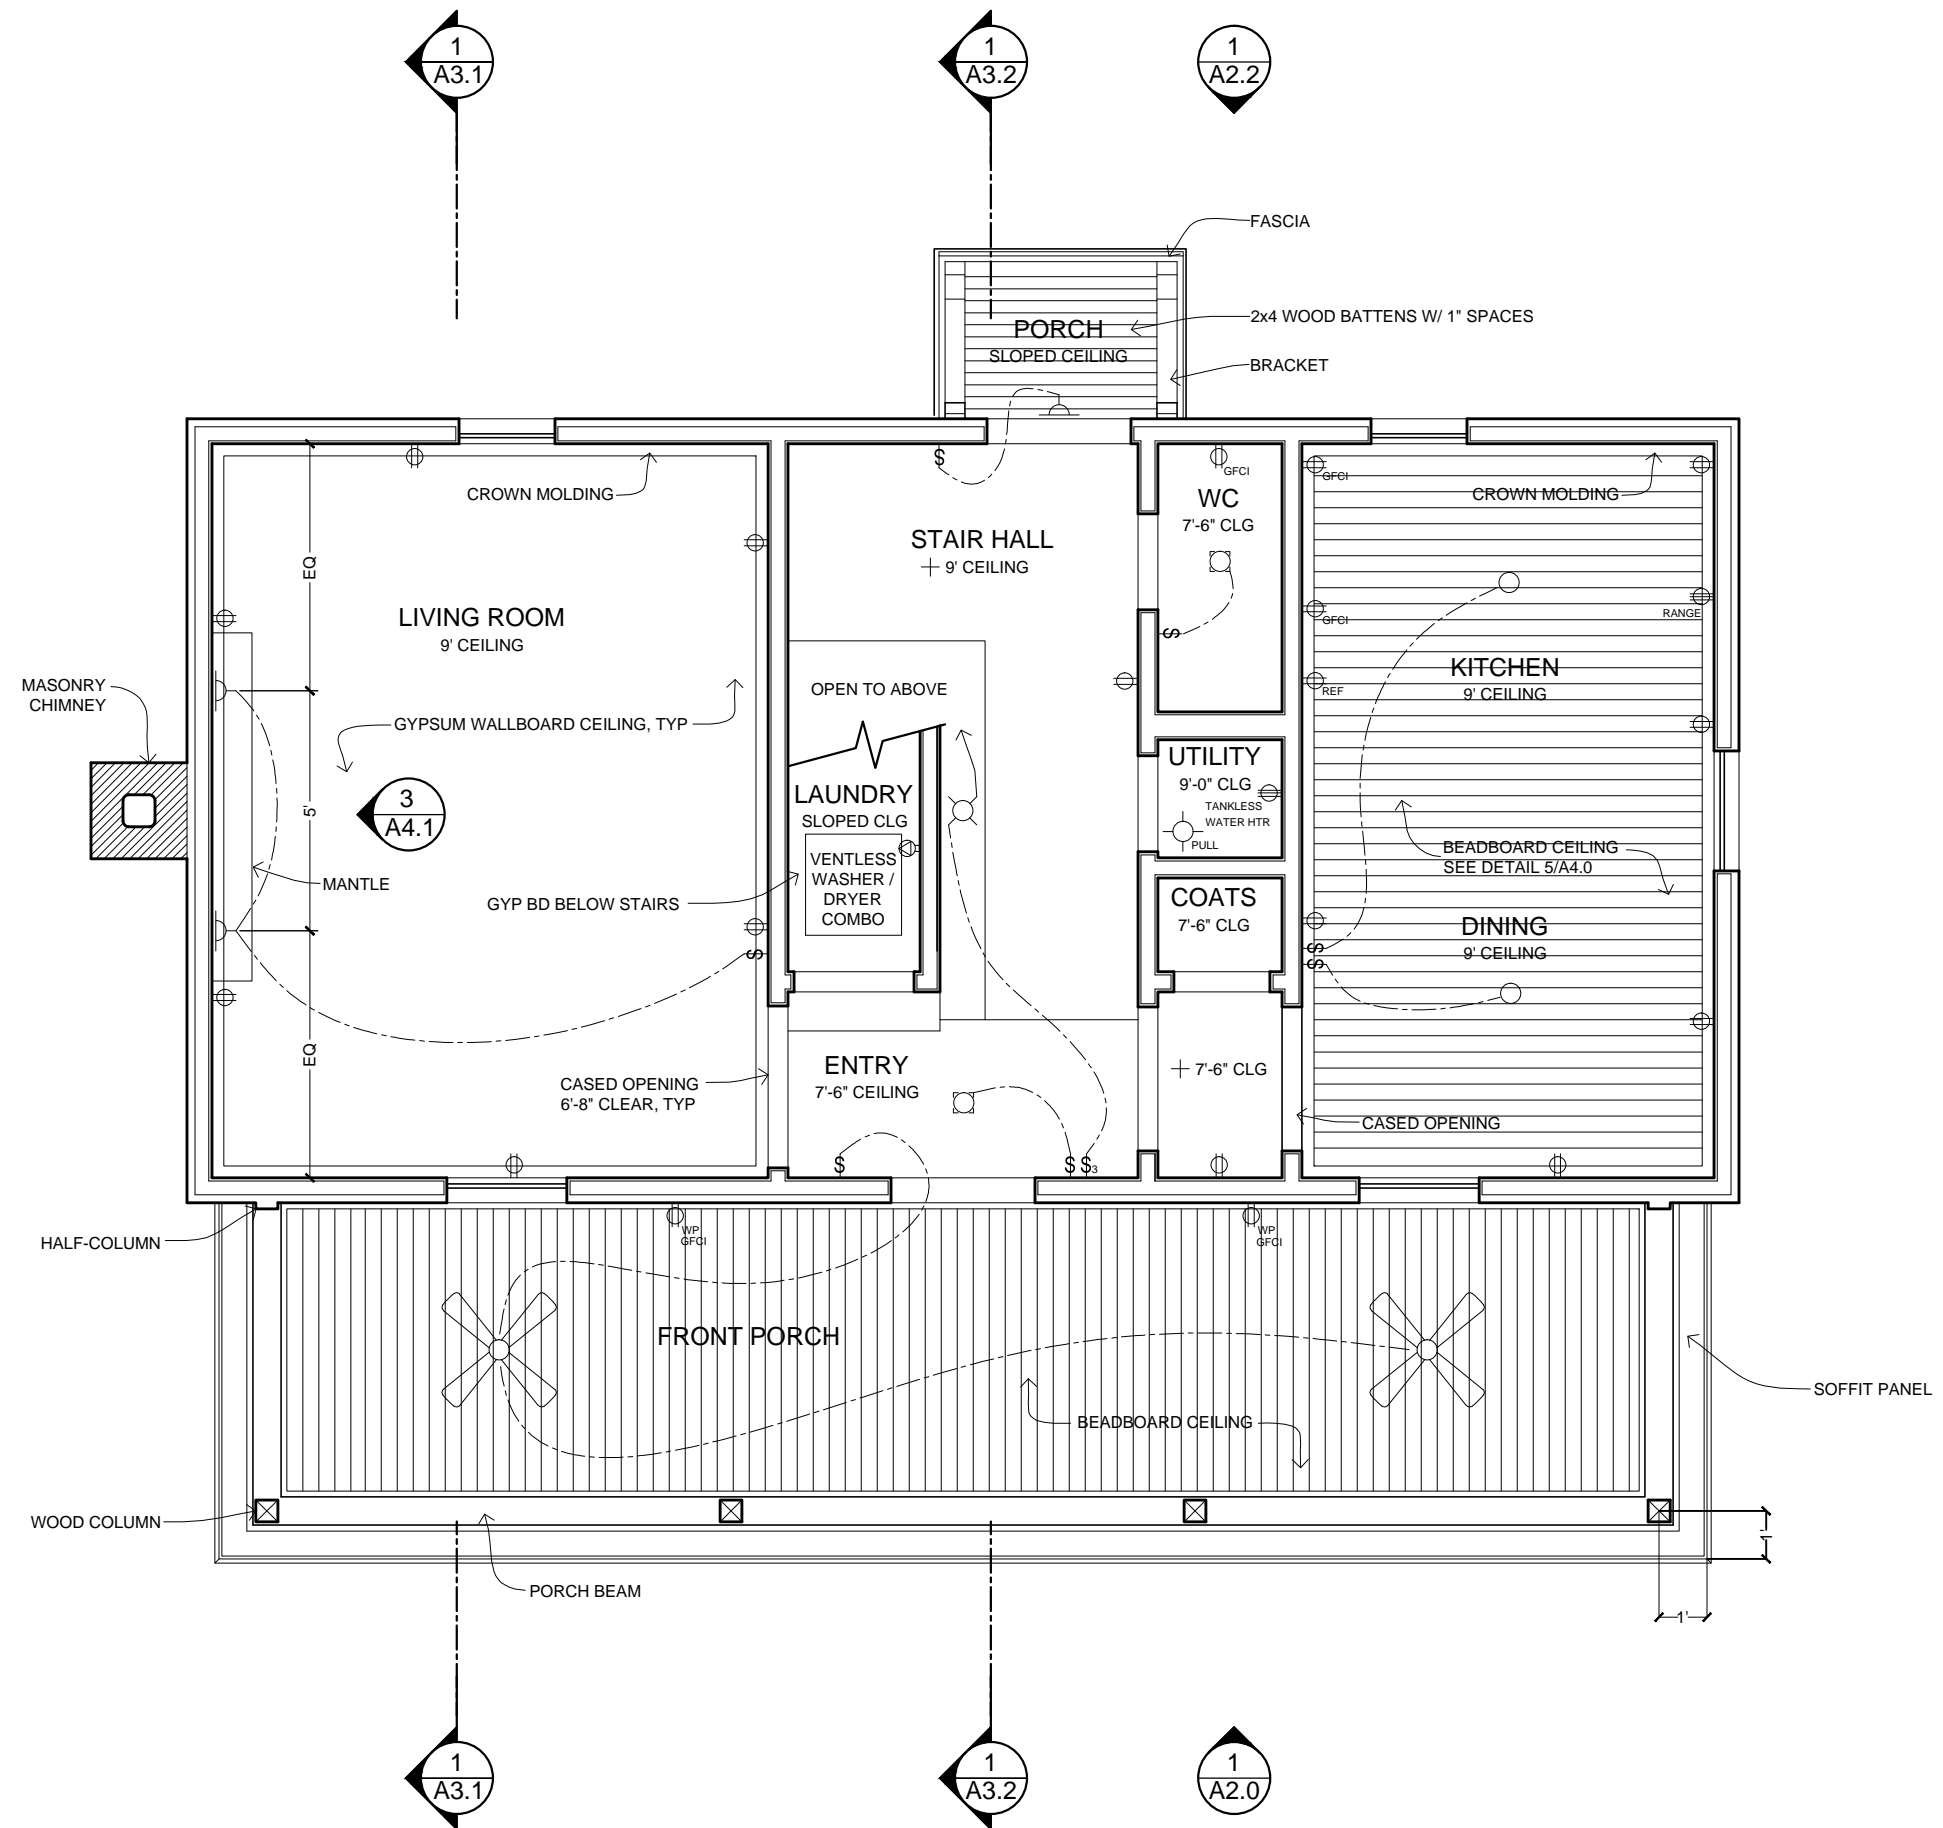 1
A3.1
1
A3.2
1
A2.2
FASCIA
2x4 WOOD BATTENS W/ 1" SPACES
PORCH
SLOPED CEILING
BRACKET
$
GFCI
GFCI
CROWN MOLDING
WC
7'-6" CLG
CROWN MOLDING
STAIR HALL
9' CEILING
EQ
LIVING ROOM
9' CEILING
$
GFCI
RANGE
KITCHEN
9' CEILING
REF
MASONRY
CHIMNEY
OPEN TO ABOVE
GYPSUM WALLBOARD CEILING, TYP
UTILITY
9'-0" CLG
TANKLESS
WATER HTR
PULL
LAUNDRY
SLOPED CLG
3
A4.1
5'
VENTLESS
WASHER /
DRYER
COMBO
BEADBOARD CEILING
SEE DETAIL 5/A4.0
MANTLE
GYP BD BELOW STAIRS
COATS
7'-6" CLG
DINING
9' CEILING
$
$
$
EQ
ENTRY
7'-6" CEILING
7'-6" CLG
CASED OPENING
6'-8" CLEAR, TYP
CASED OPENING
$
$ $3
WP
GFCI
WP
GFCI
HALF-COLUMN
FRONT PORCH
SOFFIT PANEL
BEADBOARD CEILING
WOOD COLUMN
1'
PORCH BEAM
1'
1
A3.1
1
A3.2
1
A2.0